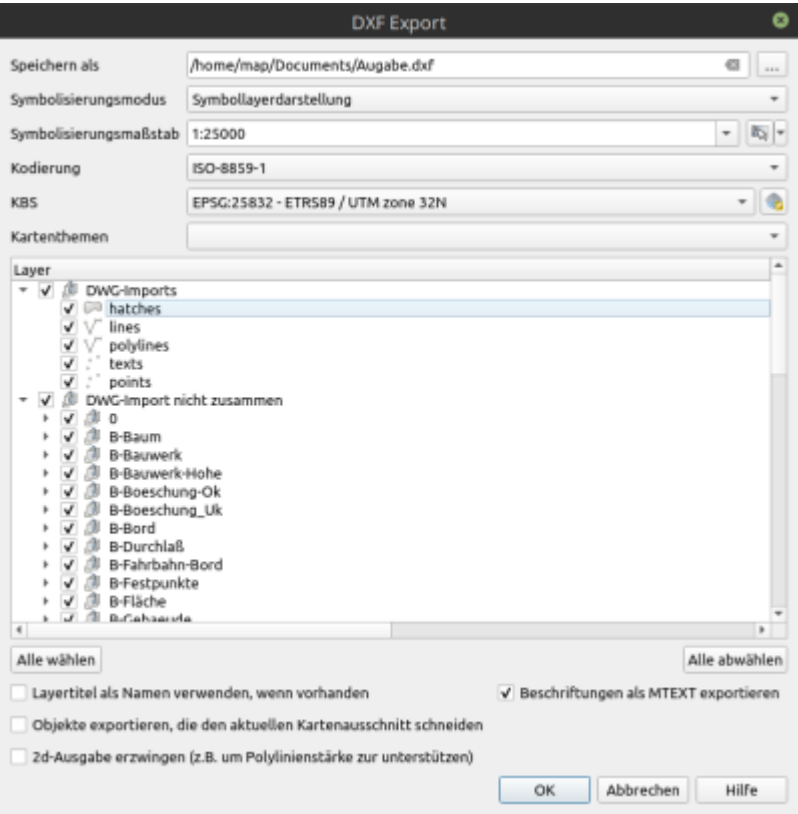 DXF Export
Speichern als /home/map/Documents/Augabe.dxf ...
Symbolisierungsmodus Symbollayerdarstellung
Symbolisierungsmaßstab 1:25000
Kodierung ISO-8859-1
KBS EPSG:25832 - ETRS89 / UTM zone 32N
Kartenthemen
Layer
DWG-Imports
hatches
lines
polylines
texts
points
DWG-Import nicht zusammen
0
B-Baum
B-Bauwerk
B-Bauwerk-Hohe
B-Boeschung-Ok
B-Boeschung_Uk
B-Bord
B-Durchlaß
B-Fahrbahn-Bord
B-Festpunkte
B-Fläche
B-Gebaeude
Alle wählen Alle abwählen
Layertitel als Namen verwenden, wenn vorhanden Beschriftungen als MTEXT exportieren
Objekte exportieren, die den aktuellen Kartenausschnitt schneiden
2d-Ausgabe erzwingen (z.B. um Polylinienstärke zur unterstützen)
OK Abbrechen Hilfe